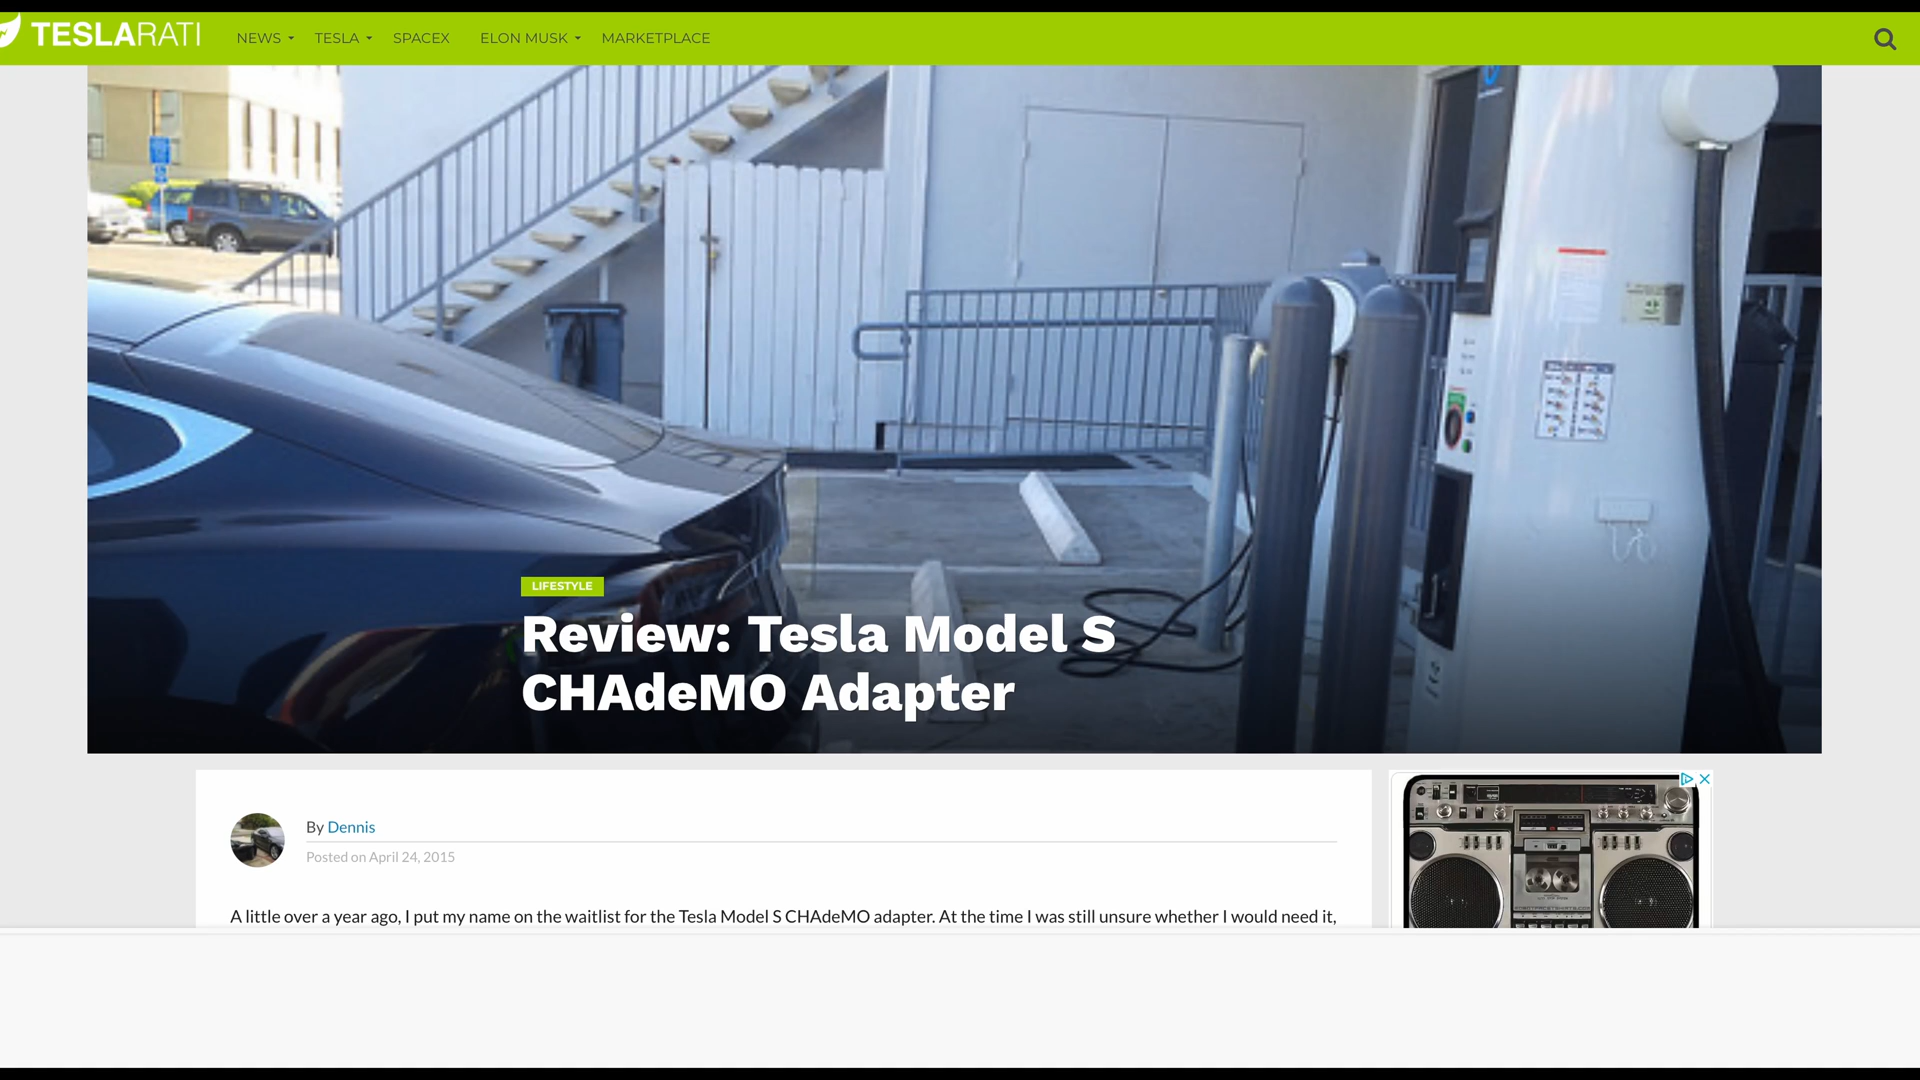 TESLARATI
NEWS TESLA SPACEX ELON MUSK MARKETPLACE
LIFESTYLE
Review: Tesla Model S
CHAdeMO Adapter
By Dennis
Posted on April 24, 2015
A little over a year ago, I put my name on the waitlist for the Tesla Model S CHAdeMO adapter. At the time I was still unsure whether I would need it,